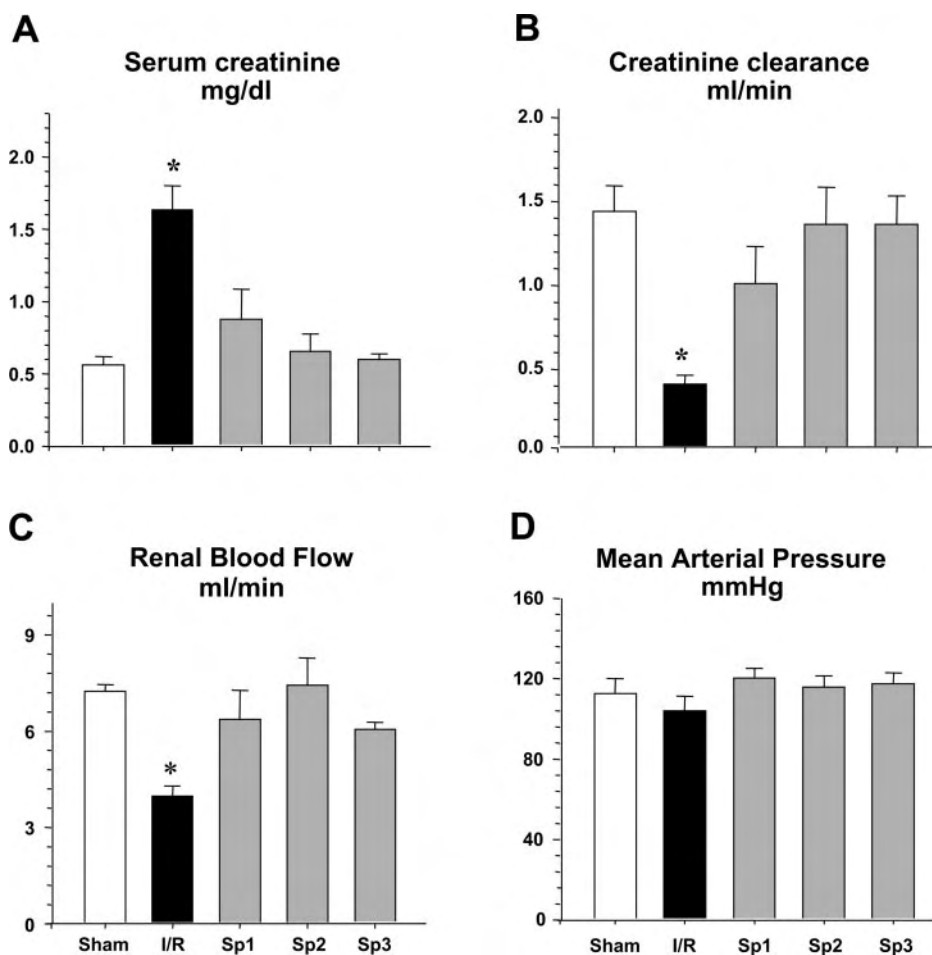 A
Serum creatinine
mg/dl
2.0
1.5
1.0
0.5
0.0
*
B
Creatinine clearance
ml/min
2.0
1.5
1.0
0.5
0.0
*
C
Renal Blood Flow
ml/min
9
6
3
0
*
Sham I/R Sp1 Sp2 Sp3
D
Mean Arterial Pressure
mmHg
160
120
80
40
0
Sham I/R Sp1 Sp2 Sp3